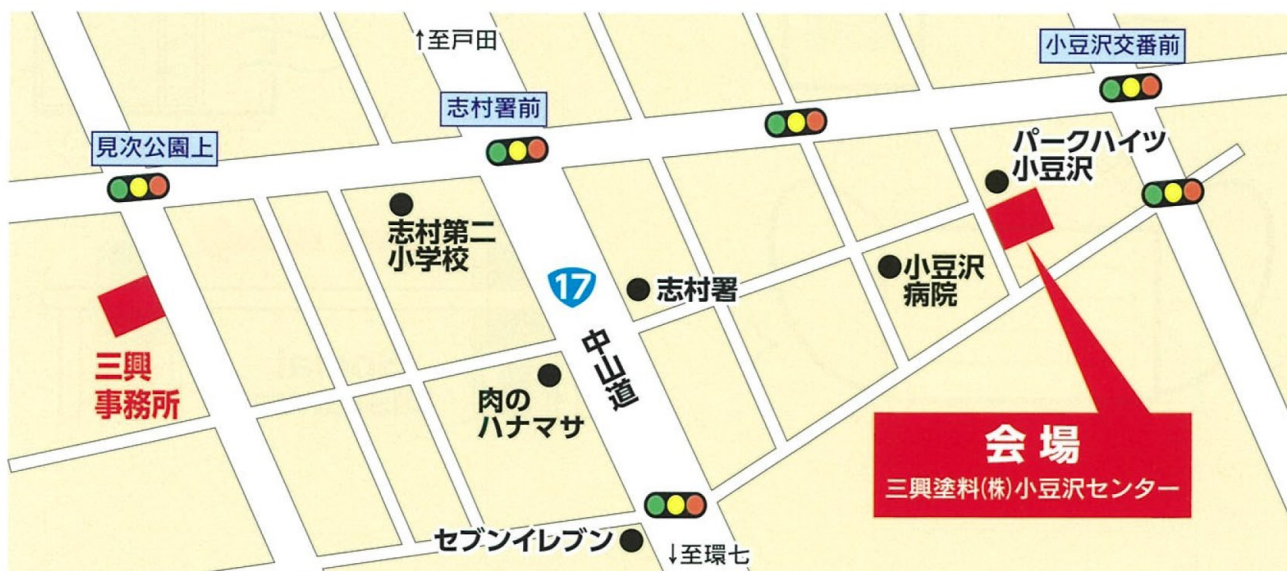 ↑至戸田
小豆沢交番前
志村署前
見次公園上
パークハイツ
小豆沢
志村第二
小学校
17
志村署
小豆沢
病院
中山道
三興
事務所
肉の
ハナマサ
会場
三興塗料(株)小豆沢センター
セブンイレブン
↓至環七